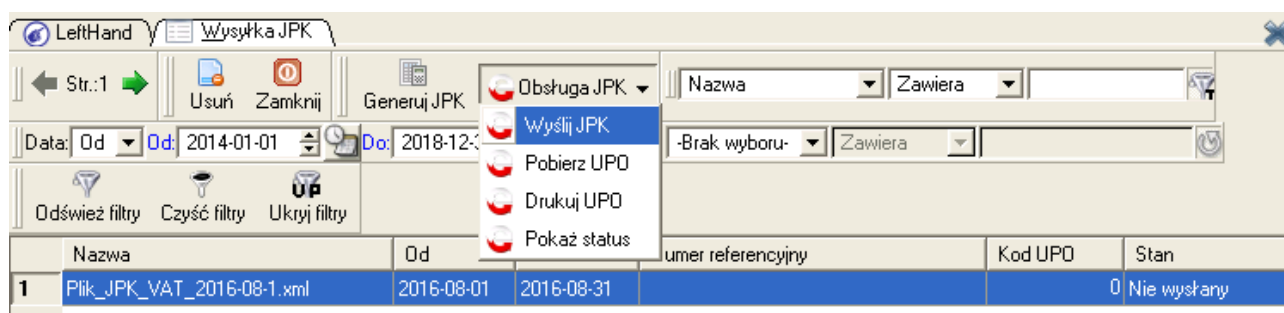 LeftHand Wysyłka JPK
Str.:1 Usuń Zamknij Generuj JPK Obsługa JPK Nazwa Zawiera
Wyślij JPK
Data: Od Od: 2014-01-01 Do: 2018-12- -Brak wyboru- Zawiera
Pobierz UPO
Drukuj UPO
Odśwież filtry Czyść filtry UP Ukryj filtry
Pokaż status
Nazwa Od umer referencyjny Kod UPO Stan
1 Plik_JPK_VAT_2016-08-1.xml 2016-08-01 2016-08-31 0 Nie wysłany